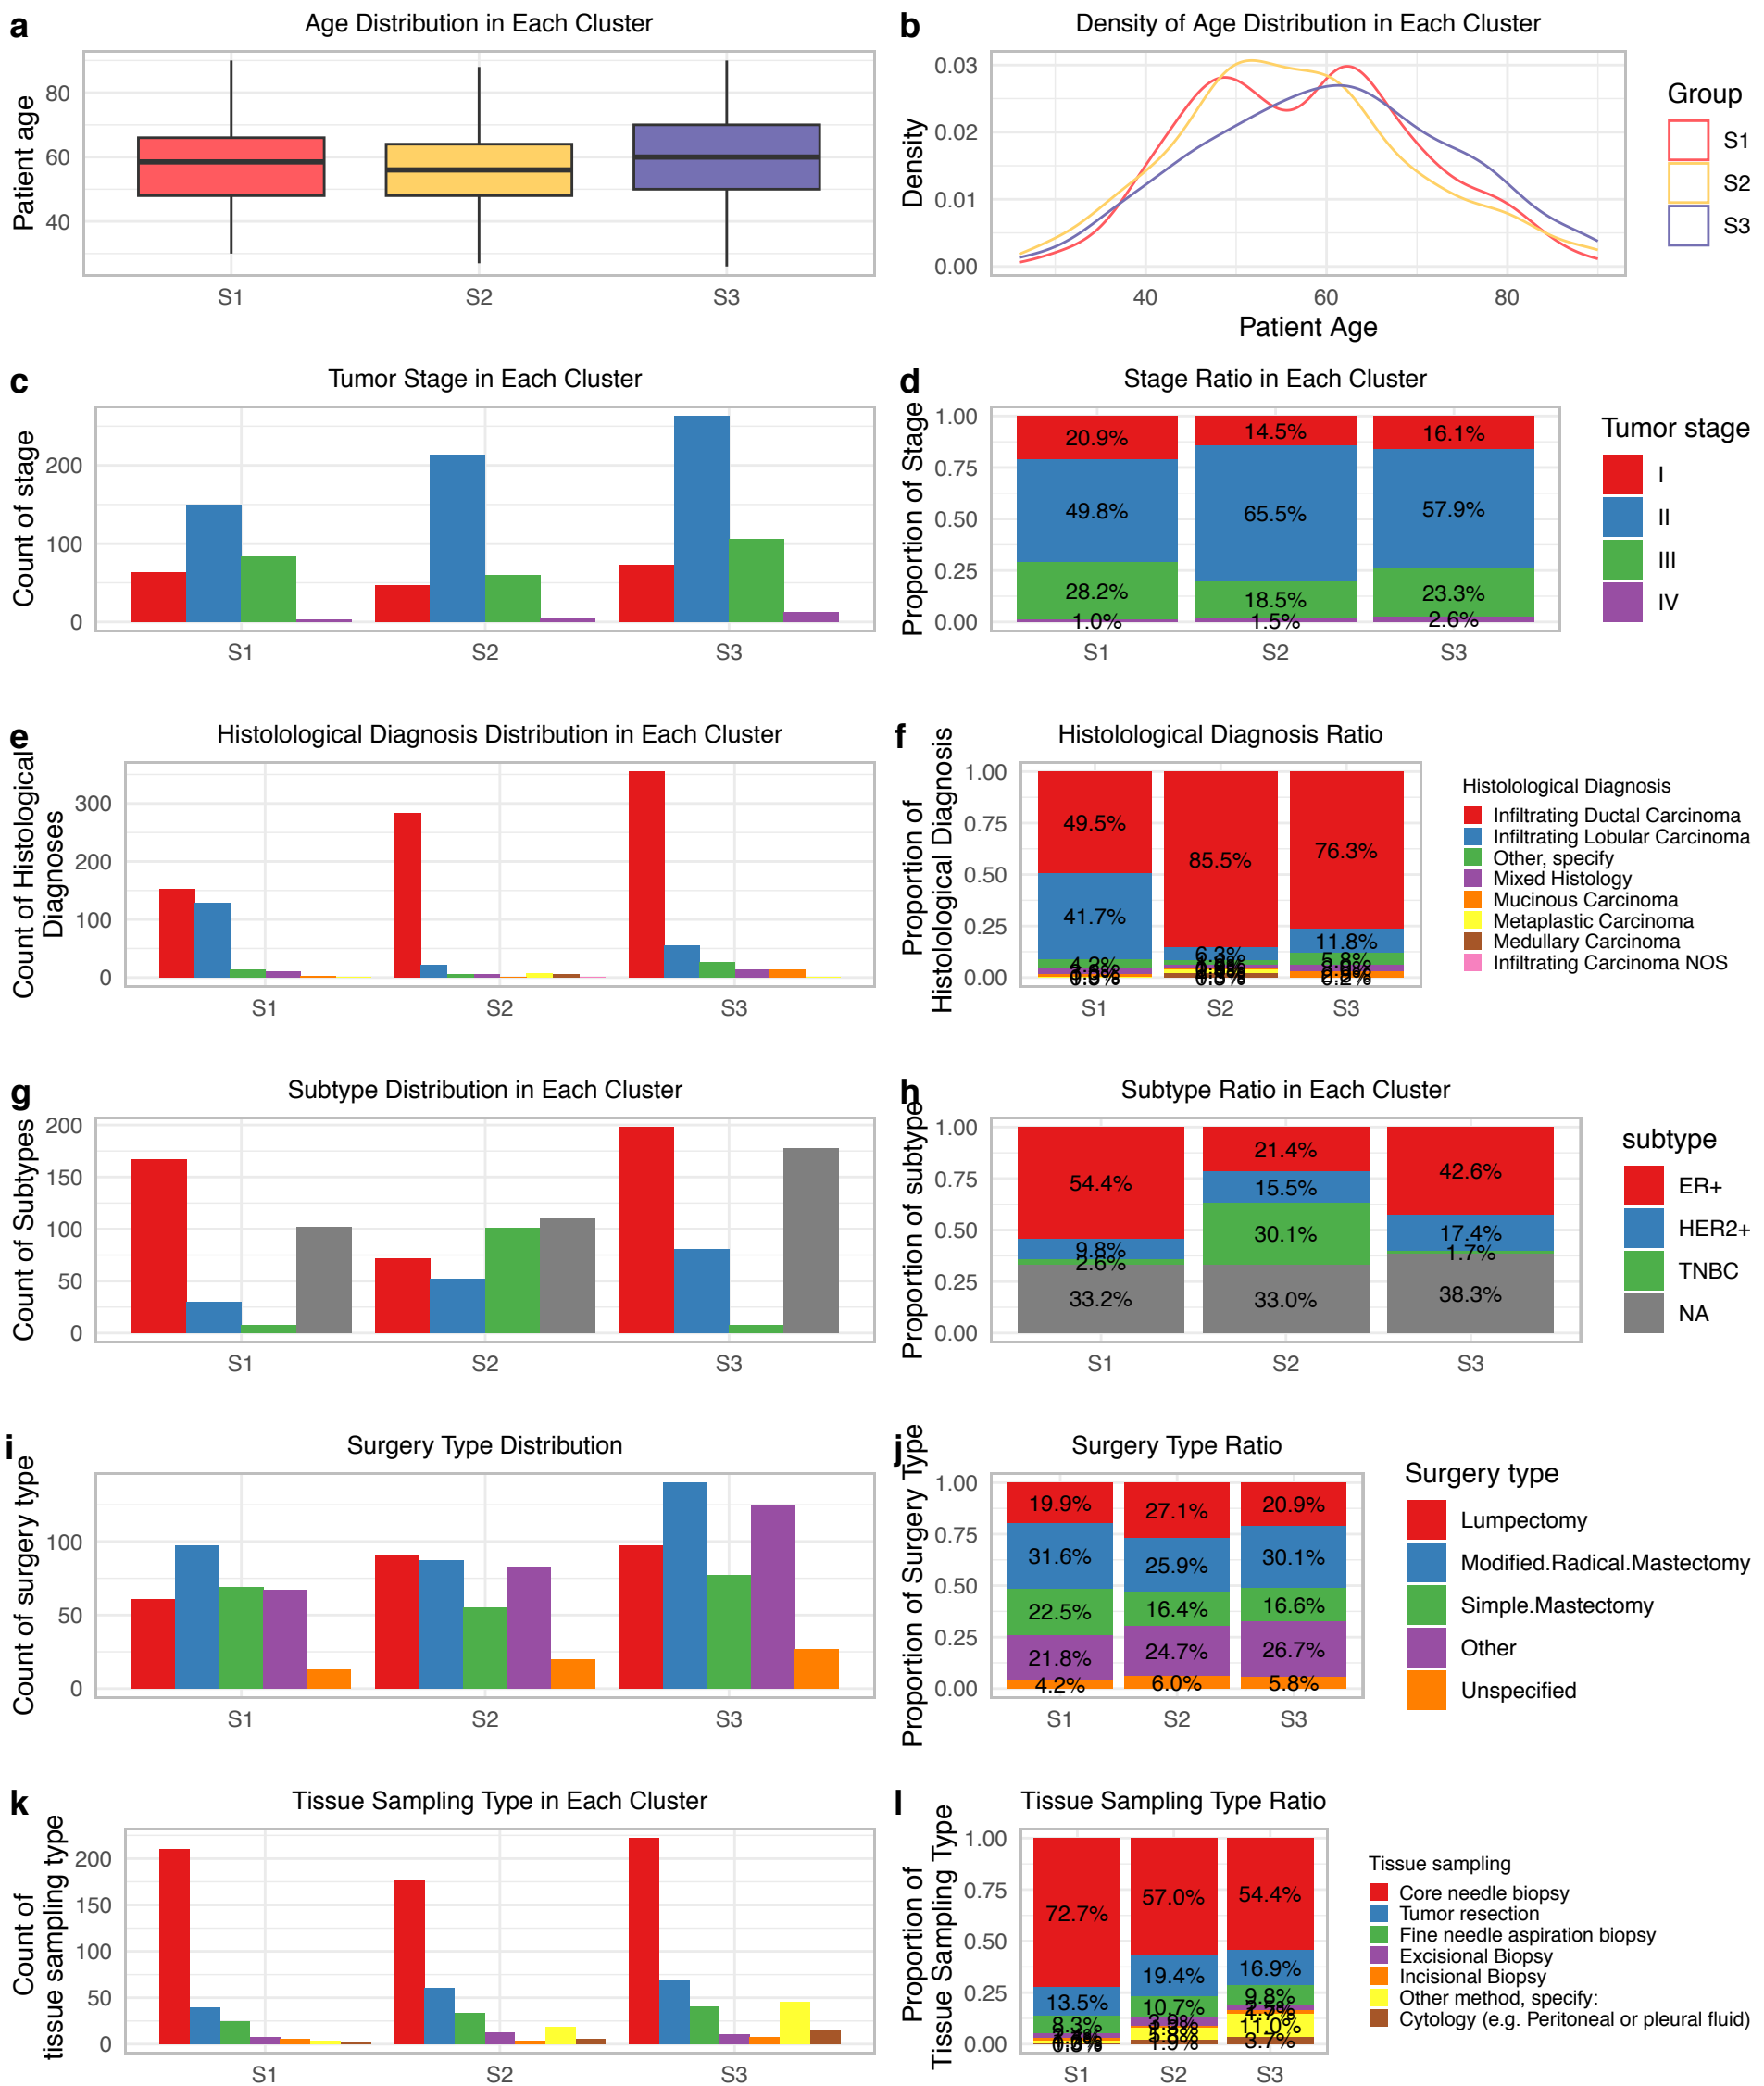 a
Age Distribution in Each Cluster
Patient age
80
60
40
S1
S2
S3
b
Density of Age Distribution in Each Cluster
Density
0.03
0.02
0.01
0.00
40
60
80
Patient Age
Group
S1
S2
S3
c
Tumor Stage in Each Cluster
Count of stage
200
100
0
S1
S2
S3
d
Stage Ratio in Each Cluster
Proportion of Stage
1.00
0.75
0.50
0.25
0.00
20.9%
49.8%
28.2%
1.0%
14.5%
65.5%
18.5%
1.5%
16.1%
57.9%
23.3%
2.6%
S1
S2
S3
Tumor stage
I
II
III
IV
e
Histolological Diagnosis Distribution in Each Cluster
Count of Histological
Diagnoses
300
200
100
0
S1
S2
S3
f
Histolological Diagnosis Ratio
Proportion of
Histolological Diagnosis
1.00
0.75
0.50
0.25
0.00
49.5%
41.7%
4.2%
85.5%
6.3%
76.3%
11.8%
5.8%
0.2%
S1
S2
S3
Histolological Diagnosis
Infiltrating Ductal Carcinoma
Infiltrating Lobular Carcinoma
Other, specify
Mixed Histology
Mucinous Carcinoma
Metaplastic Carcinoma
Medullary Carcinoma
Infiltrating Carcinoma NOS
g
Subtype Distribution in Each Cluster
Count of Subtypes
200
150
100
50
0
S1
S2
S3
h
Subtype Ratio in Each Cluster
Proportion of subtype
1.00
0.75
0.50
0.25
0.00
54.4%
9.8%
2.6%
33.2%
21.4%
15.5%
30.1%
33.0%
42.6%
17.4%
1.7%
38.3%
S1
S2
S3
subtype
ER+
HER2+
TNBC
NA
i
Surgery Type Distribution
Count of surgery type
100
50
0
S1
S2
S3
j
Surgery Type Ratio
Proportion of Surgery Type
1.00
0.75
0.50
0.25
0.00
19.9%
31.6%
22.5%
21.8%
4.2%
27.1%
25.9%
16.4%
24.7%
6.0%
20.9%
30.1%
16.6%
26.7%
5.8%
S1
S2
S3
Surgery type
Lumpectomy
Modified.Radical.Mastectomy
Simple.Mastectomy
Other
Unspecified
k
Tissue Sampling Type in Each Cluster
Count of
tissue sampling type
200
150
100
50
0
S1
S2
S3
l
Tissue Sampling Type Ratio
Proportion of
Tissue Sampling Type
1.00
0.75
0.50
0.25
0.00
72.7%
13.5%
8.3%
57.0%
19.4%
10.7%
1.9%
54.4%
16.9%
9.8%
11.0%
3.7%
S1
S2
S3
Tissue sampling
Core needle biopsy
Tumor resection
Fine needle aspiration biopsy
Excisional Biopsy
Incisional Biopsy
Other method, specify:
Cytology (e.g. Peritoneal or pleural fluid)